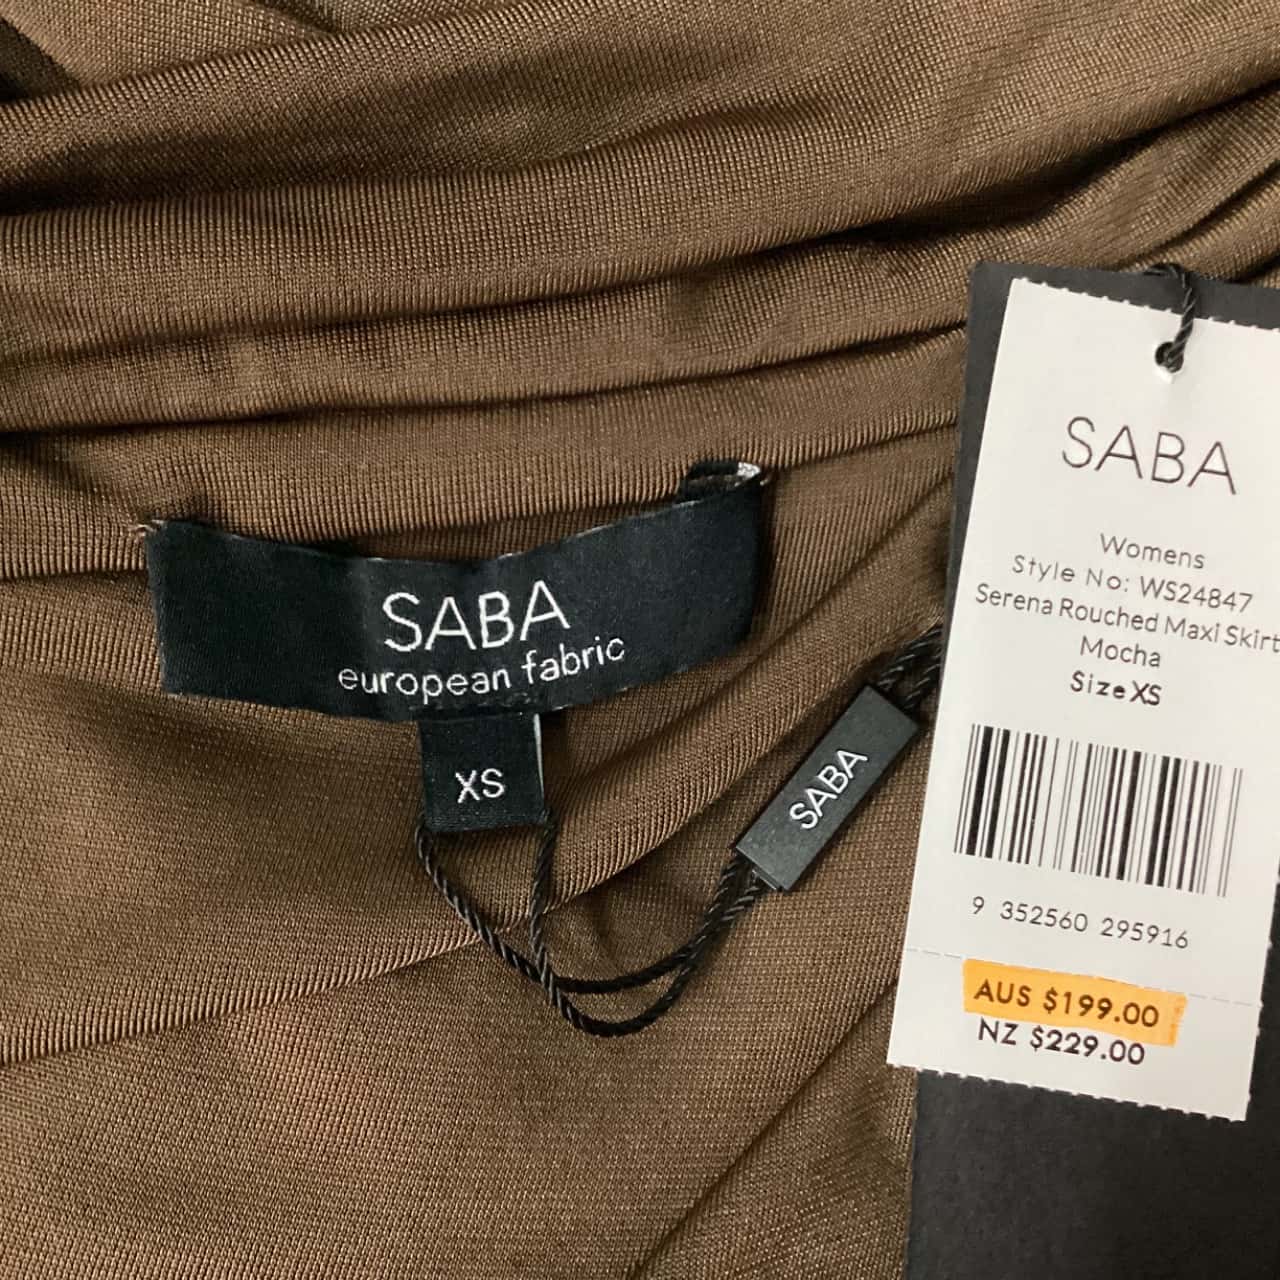 SABA
european fabric
XS
SABA
SABA
Womens
Style No: WS24847
Serena Rouched Maxi Skirt
Mocha
Size XS
9 352560 295916
AUS $199.00
NZ $229.00